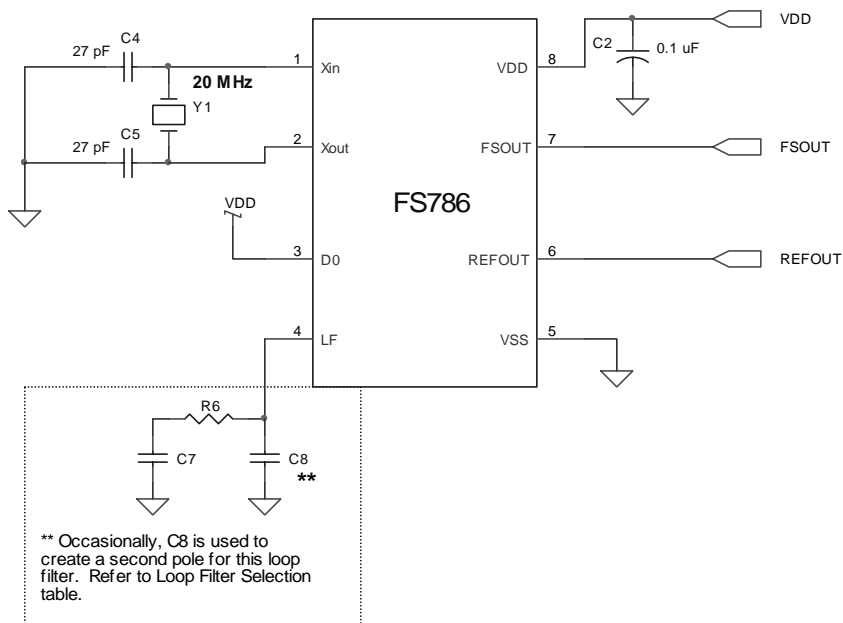 VDD
C4
27 pF
C2
0.1 uF
1
Xin
VDD
8
20 MHz
Y1
C5
27 pF
2
Xout
FSOUT
7
FSOUT
FS786
VDD
3
D0
REFOUT
6
REFOUT
4
LF
VSS
5
R6
C7
C8
**
** Occasionally, C8 is used to
create a second pole for this loop
filter. Refer to Loop Filter Selection
table.